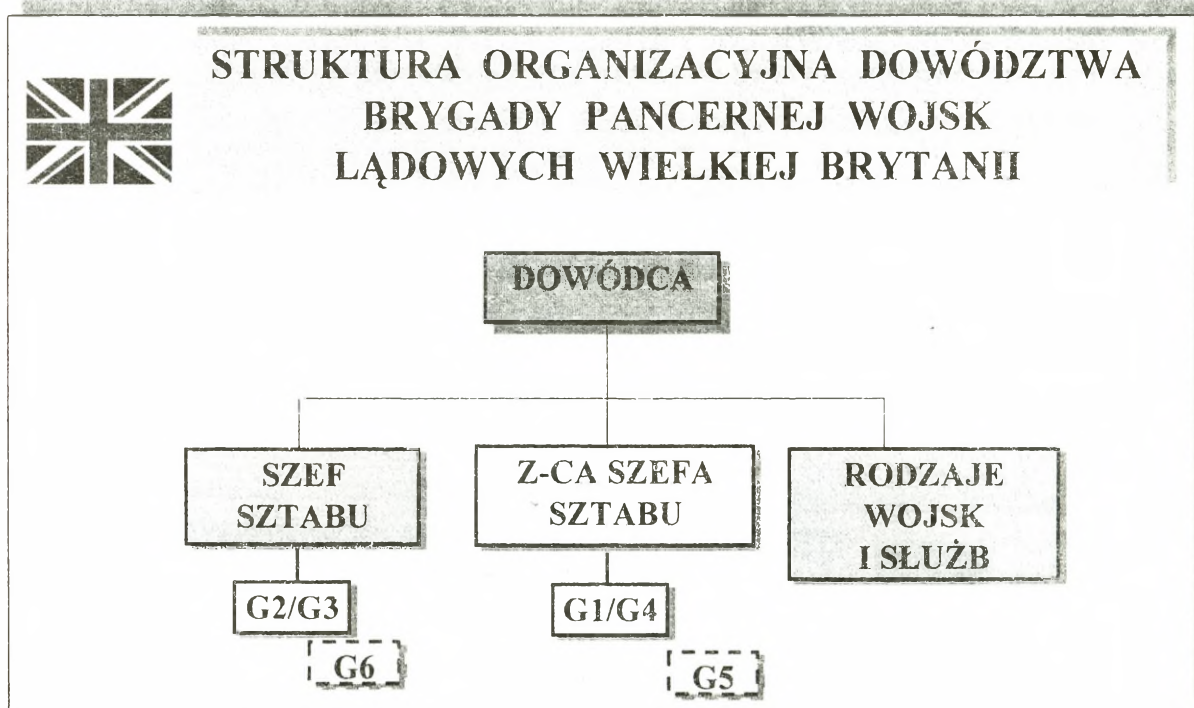 STRUKTURA ORGANIZACYJNA DOWÓDZTWA
BRYGADY PANCERNEJ WOJSK
LĄDOWYCH WIELKIEJ BRYTANII
DOWÓDCA
SZEF
SZTABU
Z-CA SZEFA
SZTABU
RODZAJE
WOJSK
I SŁUŻB
G2/G3
G1/G4
G6
G5